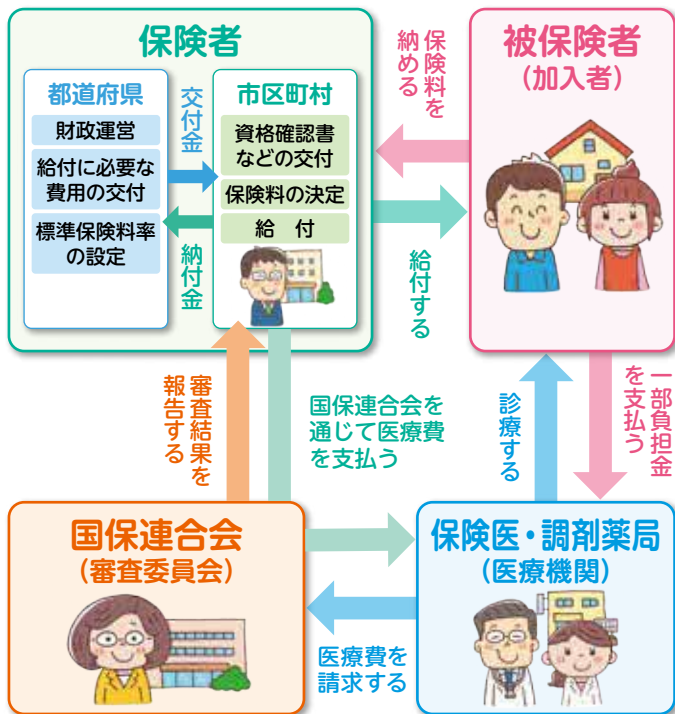 保険者
都道府県
財政運営
給付に必要な
費用の交付
標準保険料率
の設定
交付金
納付金
市区町村
資格確認書
などの交付
保険料の決定
給　付
保険料を
納める
給付する
被保険者
(加入者)
審査結果を
報告する
国保連合会を
通じて医療費
を支払う
診療する
一部負担金
を支払う
国保連合会
(審査委員会)
医療費を
請求する
保険医・調剤薬局
(医療機関)